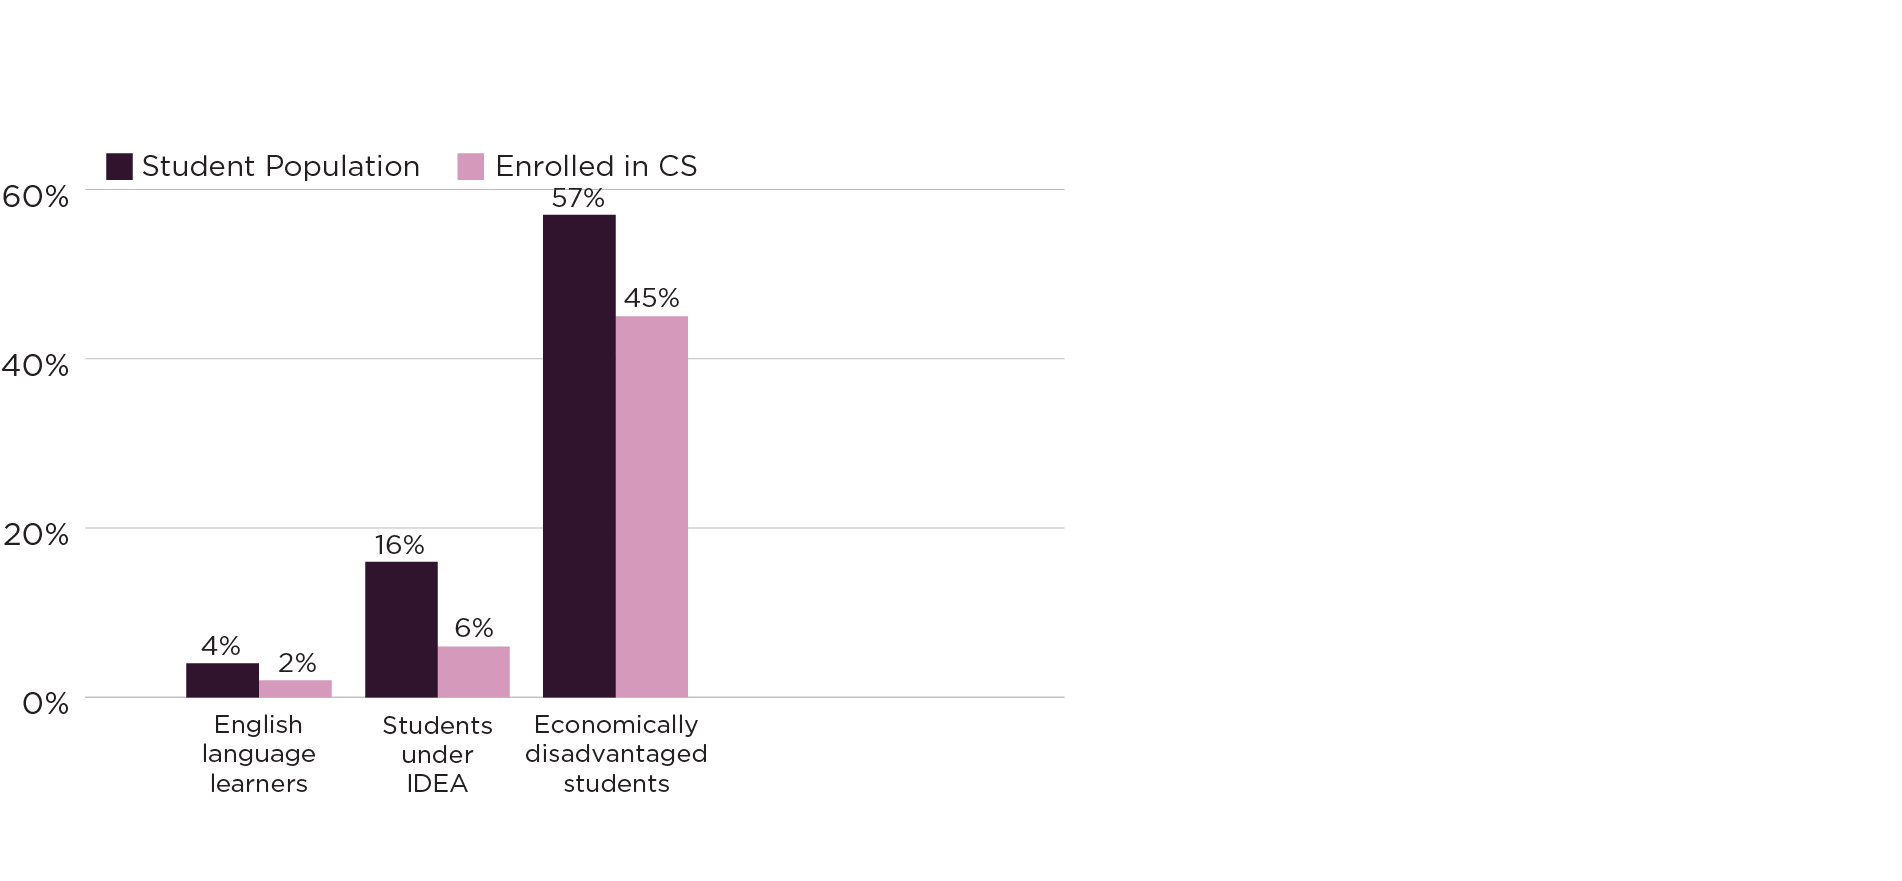 Student Population Enrolled in CS
60%
57%
45%
40%
20%
16%
6%
4%
2%
0%
English
language
learners
Students
under
IDEA
Economically
disadvantaged
students